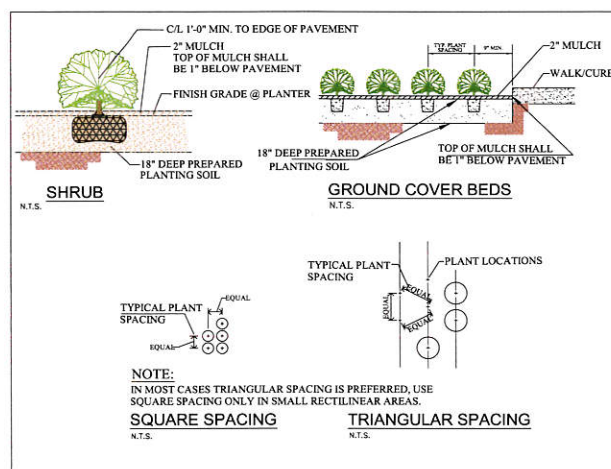 C/L 1'-0" MIN. TO EDGE OF PAVEMENT
2" MULCH
TOP OF MULCH SHALL
BE 1" BELOW PAVEMENT
FINISH GRADE @ PLANTER
18" DEEP PREPARED
PLANTING SOIL
SHRUB
N.T.S.
TYP. PLANT
SPACING
9" MIN.
2" MULCH
WALK/CURB
18" DEEP PREPARED
PLANTING SOIL
TOP OF MULCH SHALL
BE 1" BELOW PAVEMENT
GROUND COVER BEDS
N.T.S.
EQUAL
TYPICAL PLANT
SPACING
EQUAL
NOTE:
IN MOST CASES TRIANGULAR SPACING IS PREFERRED, USE
SQUARE SPACING ONLY IN SMALL RECTILINEAR AREAS.
SQUARE SPACING
N.T.S.
TYPICAL PLANT
SPACING
PLANT LOCATIONS
EQUAL
EQUAL
EQUAL
TRIANGULAR SPACING
N.T.S.